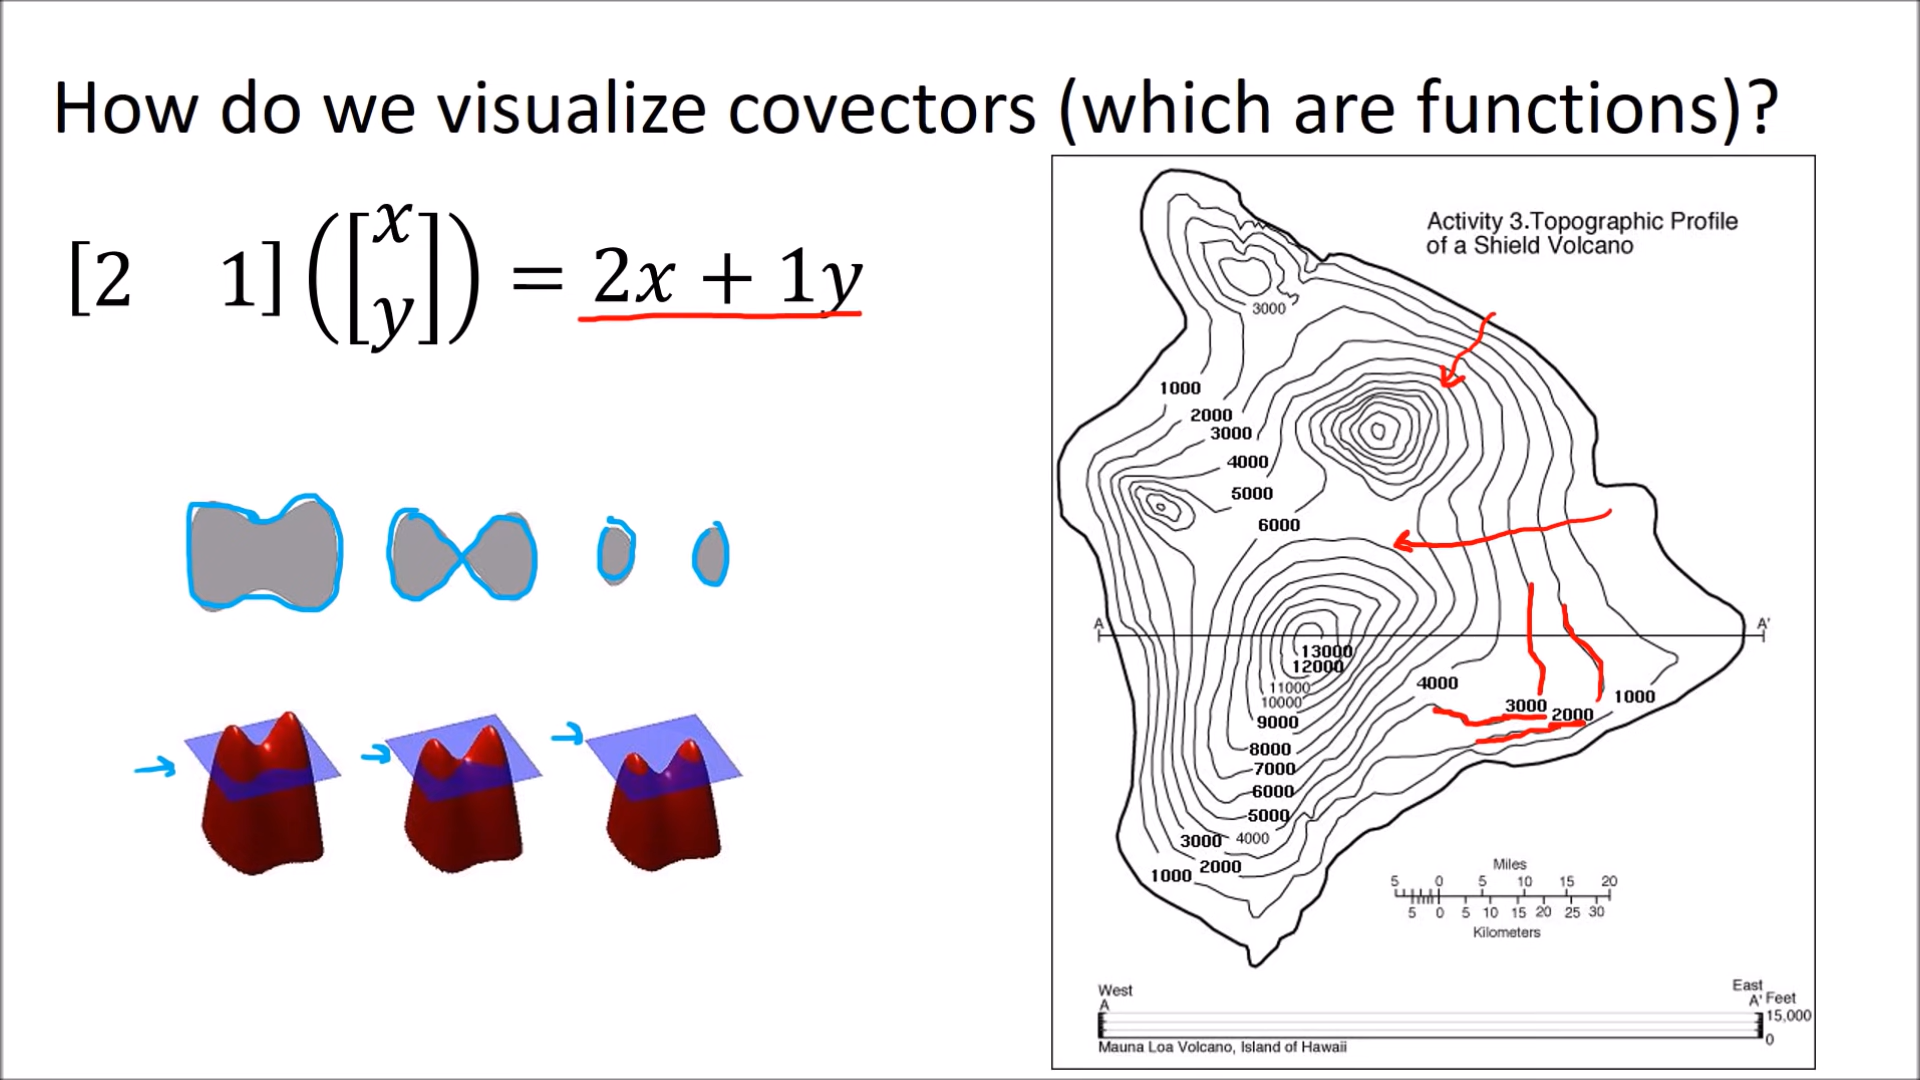 How do we visualize covectors (which are functions)?
[2 1] ([x y]) = 2x + 1y
Activity 3.Topographic Profile
of a Shield Volcano
3000
1000
2000
3000
4000
5000
6000
A
A'
13000
12000
11000
10000
9000
8000
7000
6000
5000
4000
3000
2000
1000
4000
3000
2000
1000
Miles
5 0 5 10 15 20
5 0 5 10 15 20 25 30
Kilometers
West
A
East
A' Feet
15,000
0
Mauna Loa Volcano, Island of Hawaii